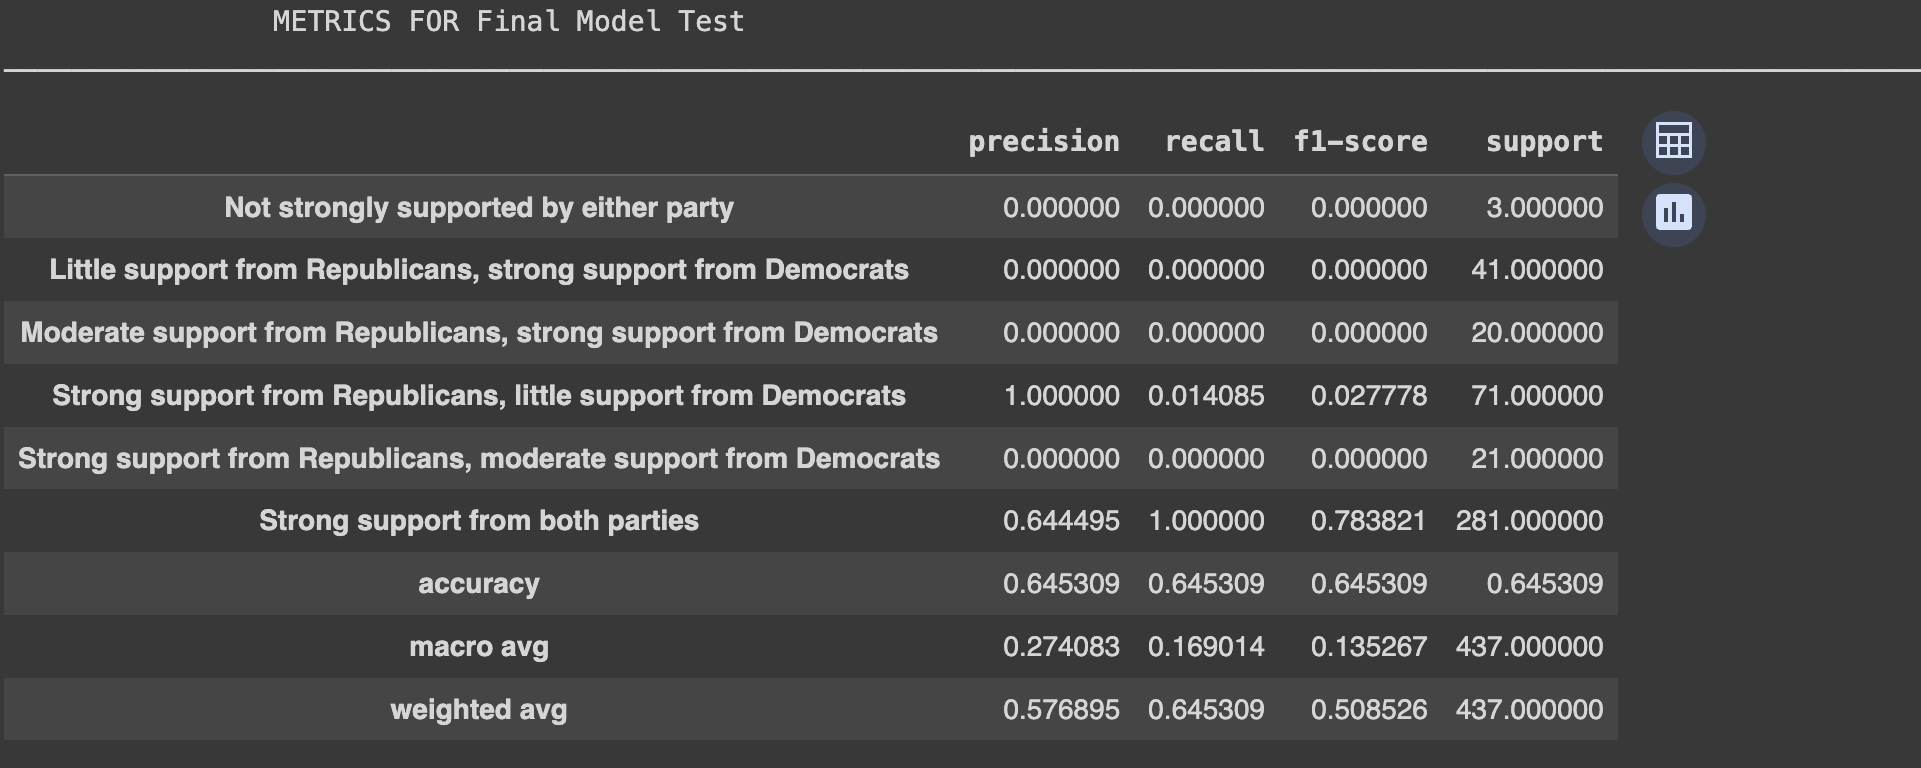 METRICS FOR Final Model Test
precision recall f1-score support
Not strongly supported by either party 0.000000 0.000000 0.000000 3.000000
Little support from Republicans, strong support from Democrats 0.000000 0.000000 0.000000 41.000000
Moderate support from Republicans, strong support from Democrats 0.000000 0.000000 0.000000 20.000000
Strong support from Republicans, little support from Democrats 1.000000 0.014085 0.027778 71.000000
Strong support from Republicans, moderate support from Democrats 0.000000 0.000000 0.000000 21.000000
Strong support from both parties 0.644495 1.000000 0.783821 281.000000
accuracy 0.645309 0.645309 0.645309 0.645309
macro avg 0.274083 0.169014 0.135267 437.000000
weighted avg 0.576895 0.645309 0.508526 437.000000